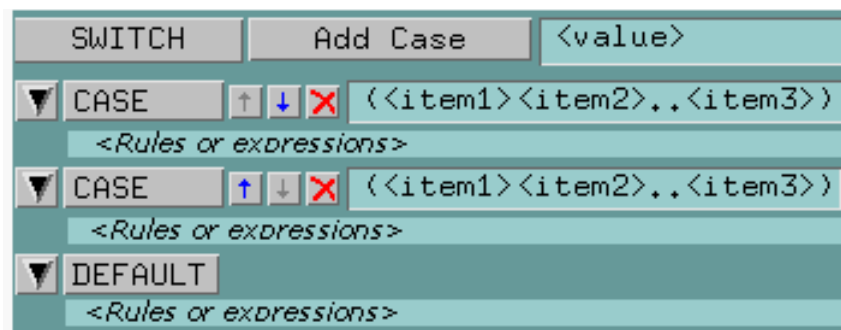 SWITCH Add Case <value>
CASE ↑ ↓ X (<item1><item2>..<item3>)
<Rules or expressions>
CASE ↑ ↓ X (<item1><item2>..<item3>)
<Rules or expressions>
DEFAULT
<Rules or expressions>